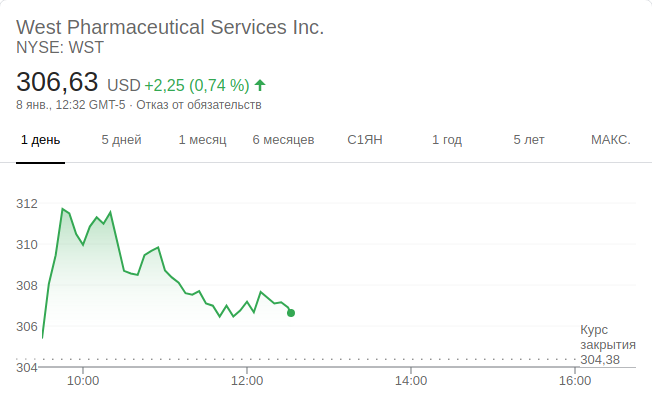 West Pharmaceutical Services Inc.
NYSE: WST
306,63 USD +2,25 (0,74 %)
8 янв., 12:32 GMT-5 · Отказ от обязательств
1 день 5 дней 1 месяц 6 месяцев С1ЯН 1 год 5 лет МАКС.
312
310
308
306
304
Курс
закрытия
304,38
10:00 12:00 14:00 16:00